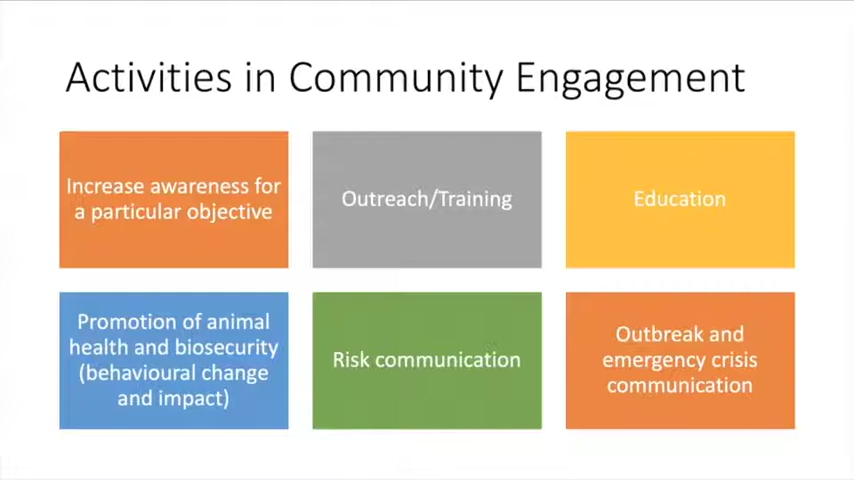 Activities in Community Engagement
Increase awareness for
a particular objective
Outreach/Training
Education
Promotion of animal
health and biosecurity
(behavioural change
and impact)
Risk communication
Outbreak and
emergency crisis
communication